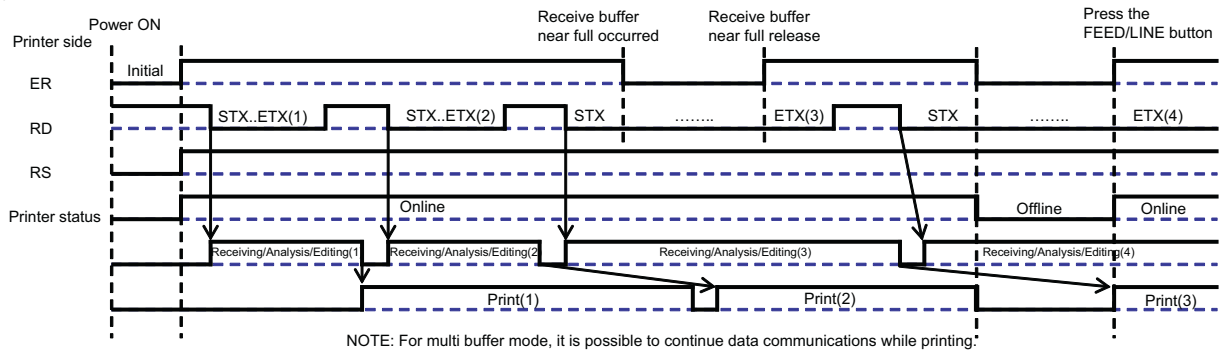 Power ON
Printer side
Receive buffer
near full occurred
Receive buffer
near full release
Press the
FEED/LINE button
Initial
ER
RD
STX..ETX(1)
STX..ETX(2)
STX
........
ETX(3)
STX
........
ETX(4)
RS
Printer status
Online
Offline
Online
Receiving/Analysis/Editing(1
Receiving/Analysis/Editing(2
Receiving/Analysis/Editing(3)
Receiving/Analysis/Editing(4)
Print(1)
Print(2)
Print(3)
NOTE: For multi buffer mode, it is possible to continue data communications while printing.